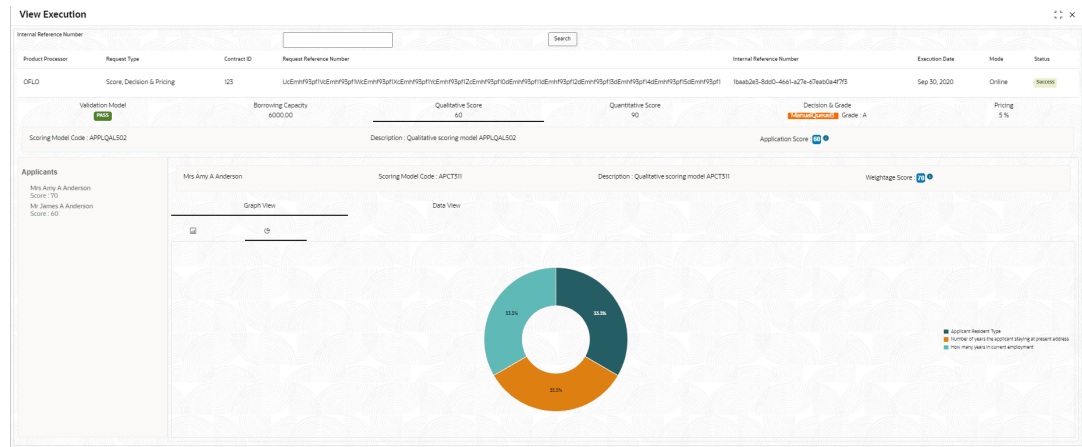 View Execution
Internal Reference Number
Search
Product Processor Request Type Contract ID Request Reference Number Internal Reference Number Execution Date Mode Status
OFLO Score, Decision & Pricing 123 1baab2e3-8dd0-4661-a27e-67eab0a4f7f3 Sep 30, 2020 Online Success
Validation Model Borrowing Capacity Qualitative Score Quantitative Score Decision & Grade Pricing
PASS 6000.00 60 90 Grade : A 5 %
Scoring Model Code : APPLQAL502 Description : Qualitative scoring model APPLQAL502 Application Score : 60
Applicants
Mrs Amy A Anderson
Score : 70
Mr James A Anderson
Score : 60
Mrs Amy A Anderson Scoring Model Code : APCT311 Description : Qualitative scoring model APCT311 Weightage Score : 70
Graph View Data View
33.3% 33.3%
33.3%
Applicant Resident Type
Number of years the applicant staying at present address
How many years in current employment